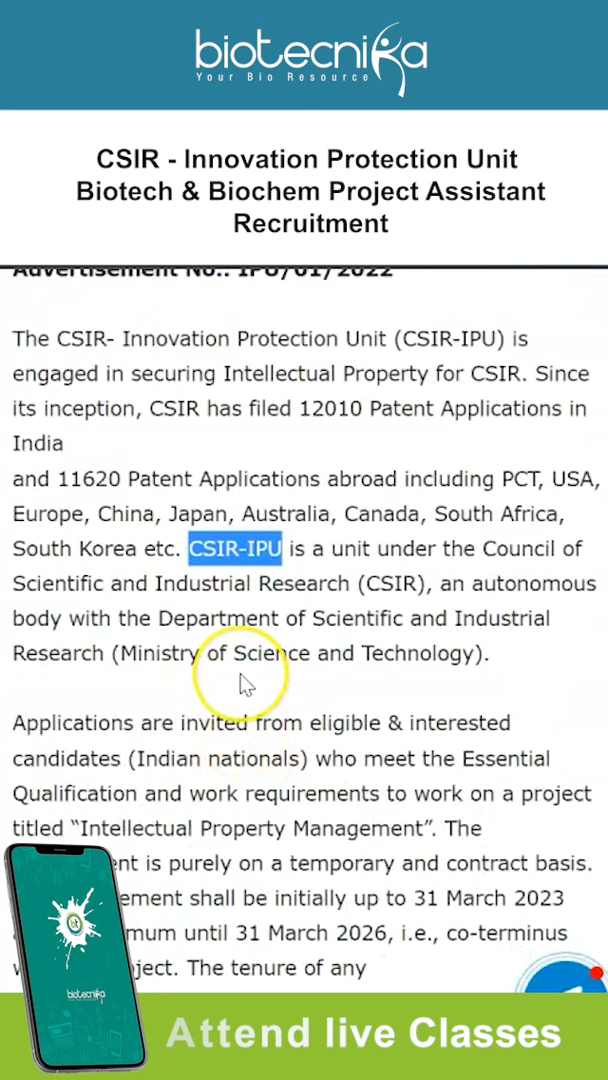 biotecnika
Your Bio Resource
CSIR - Innovation Protection Unit
Biotech & Biochem Project Assistant
Recruitment
Advertisement No.: IPU/01/2022
The CSIR- Innovation Protection Unit (CSIR-IPU) is
engaged in securing Intellectual Property for CSIR. Since
its inception, CSIR has filed 12010 Patent Applications in
India
and 11620 Patent Applications abroad including PCT, USA,
Europe, China, Japan, Australia, Canada, South Africa,
South Korea etc. CSIR-IPU is a unit under the Council of
Scientific and Industrial Research (CSIR), an autonomous
body with the Department of Scientific and Industrial
Research (Ministry of Science and Technology).
Applications are invited from eligible & interested
candidates (Indian nationals) who meet the Essential
Qualification and work requirements to work on a project
titled “Intellectual Property Management”. The
is purely on a temporary and contract basis.
shall be initially up to 31 March 2023
until 31 March 2026, i.e., co-terminus
The tenure of any
bt
biotecnika
Attend live Classes